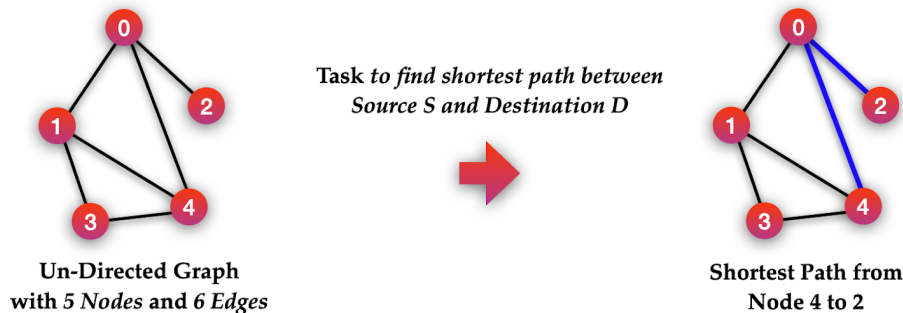 0
2
1
4
3
Un-Directed Graph
with 5 Nodes and 6 Edges
Task to find shortest path between
Source S and Destination D
0
2
1
4
3
Shortest Path from
Node 4 to 2